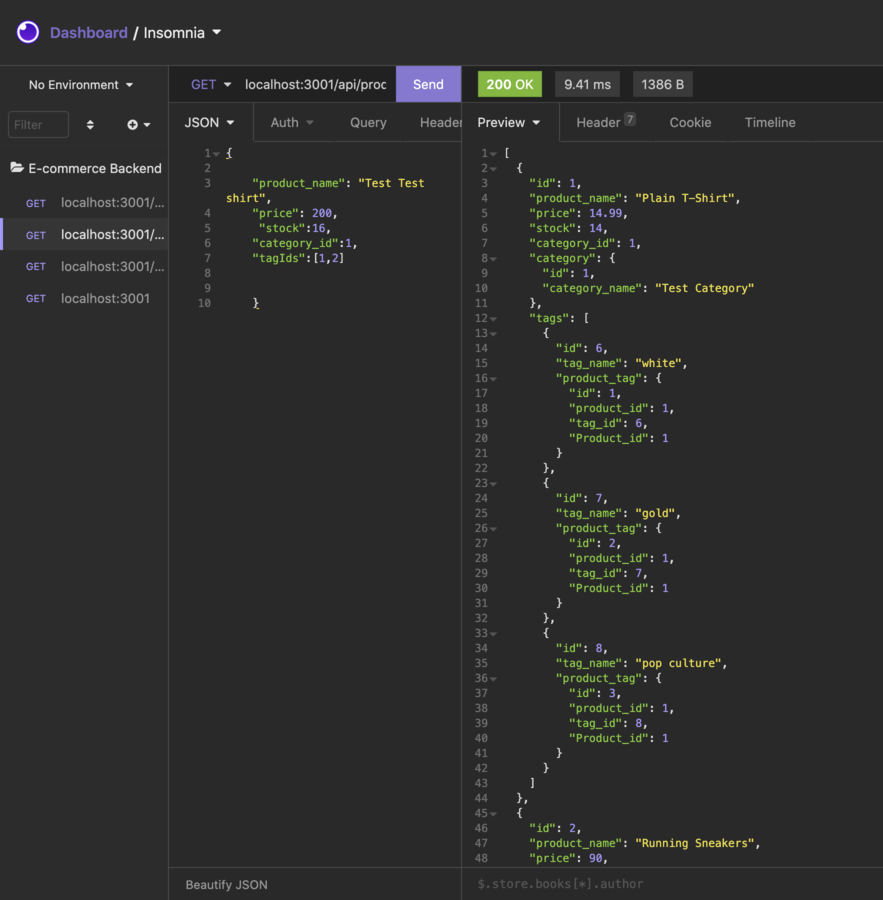 Dashboard / Insomnia
No Environment
GET localhost:3001/api/proc
Send
200 OK
9.41 ms
1386 B
Filter
JSON
Auth
Query
Header
Preview
Header 7
Cookie
Timeline
E-commerce Backend
GET localhost:3001/...
GET localhost:3001/...
GET localhost:3001/...
GET localhost:3001
1 {
2
3 "product_name": "Test Test
shirt",
4 "price": 200,
5 "stock":16,
6 "category_id":1,
7 "tagIds":[1,2]
8
9
10 }
Beautify JSON
1 [
2 {
3 "id": 1,
4 "product_name": "Plain T-Shirt",
5 "price": 14.99,
6 "stock": 14,
7 "category_id": 1,
8 "category": {
9 "id": 1,
10 "category_name": "Test Category"
11 },
12 "tags": [
13 {
14 "id": 6,
15 "tag_name": "white",
16 "product_tag": {
17 "id": 1,
18 "product_id": 1,
19 "tag_id": 6,
20 "Product_id": 1
21 }
22 },
23 {
24 "id": 7,
25 "tag_name": "gold",
26 "product_tag": {
27 "id": 2,
28 "product_id": 1,
29 "tag_id": 7,
30 "Product_id": 1
31 }
32 },
33 {
34 "id": 8,
35 "tag_name": "pop culture",
36 "product_tag": {
37 "id": 3,
38 "product_id": 1,
39 "tag_id": 8,
40 "Product_id": 1
41 }
42 }
43 ]
44 },
45 {
46 "id": 2,
47 "product_name": "Running Sneakers",
48 "price": 90,
$.store.books[*].author